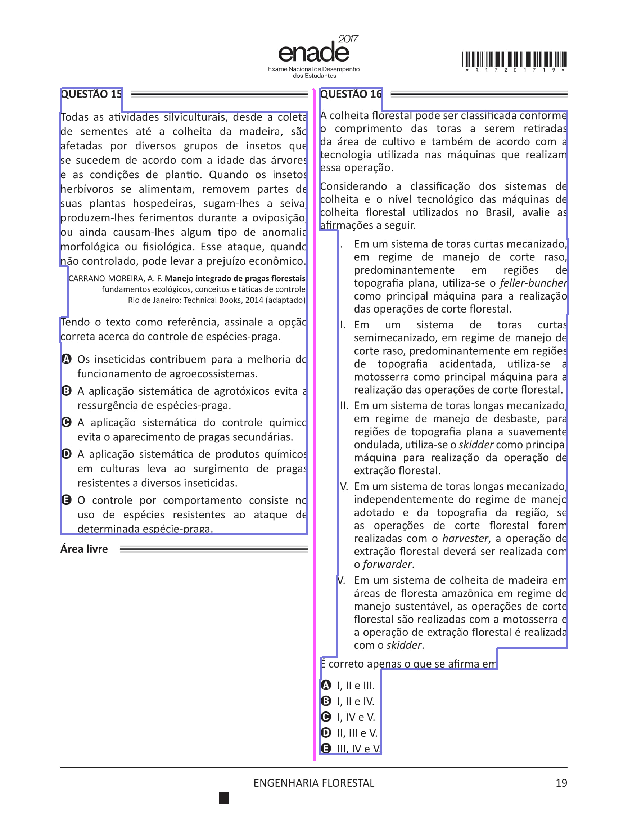 enade 2017
Exame Nacional de Desempenho
dos Estudantes
*R17201719*
QUESTÃO 15
Todas as atividades silviculturais, desde a coleta
de sementes até a colheita da madeira, são
afetadas por diversos grupos de insetos que
se sucedem de acordo com a idade das árvores
e as condições de plantio. Quando os insetos
herbívoros se alimentam, removem partes de
suas plantas hospedeiras, sugam-lhes a seiva,
produzem-lhes ferimentos durante a oviposição
ou ainda causam-lhes algum tipo de anomalia
morfológica ou fisiológica. Esse ataque, quando
não controlado, pode levar a prejuízo econômico.
CARRANO-MOREIRA, A. F. Manejo integrado de pragas florestais:
fundamentos ecológicos, conceitos e táticas de controle.
Rio de Janeiro: Technical Books, 2014 (adaptado).
Tendo o texto como referência, assinale a opção
correta acerca do controle de espécies-praga.
A Os inseticidas contribuem para a melhoria do
funcionamento de agroecossistemas.
B A aplicação sistemática de agrotóxicos evita a
ressurgência de espécies-praga.
C A aplicação sistemática do controle químico
evita o aparecimento de pragas secundárias.
D A aplicação sistemática de produtos químicos
em culturas leva ao surgimento de pragas
resistentes a diversos inseticidas.
E O controle por comportamento consiste no
uso de espécies resistentes ao ataque de
determinada espécie-praga.
Área livre
QUESTÃO 16
A colheita florestal pode ser classificada conforme
o comprimento das toras a serem retiradas
da área de cultivo e também de acordo com a
tecnologia utilizada nas máquinas que realizam
essa operação.
Considerando a classificação dos sistemas de
colheita e o nível tecnológico das máquinas de
colheita florestal utilizados no Brasil, avalie as
afirmações a seguir.
I. Em um sistema de toras curtas mecanizado,
em regime de manejo de corte raso,
predominantemente em regiões de
topografia plana, utiliza-se o feller-buncher
como principal máquina para a realização
das operações de corte florestal.
II. Em um sistema de toras curtas
semimecanizado, em regime de manejo de
corte raso, predominantemente em regiões
de topografia acidentada, utiliza-se a
motosserra como principal máquina para a
realização das operações de corte florestal.
III. Em um sistema de toras longas mecanizado,
em regime de manejo de desbaste, para
regiões de topografia plana a suavemente
ondulada, utiliza-se o skidder como principal
máquina para realização da operação de
extração florestal.
IV. Em um sistema de toras longas mecanizado,
independentemente do regime de manejo
adotado e da topografia da região, se
as operações de corte florestal forem
realizadas com o harvester, a operação de
extração florestal deverá ser realizada com
o forwarder.
V. Em um sistema de colheita de madeira em
áreas de floresta amazônica em regime de
manejo sustentável, as operações de corte
florestal são realizadas com a motosserra e
a operação de extração florestal é realizada
com o skidder.
É correto apenas o que se afirma em
A I, II e III.
B I, II e IV.
C I, IV e V.
D II, III e V.
E III, IV e V.
ENGENHARIA FLORESTAL
19